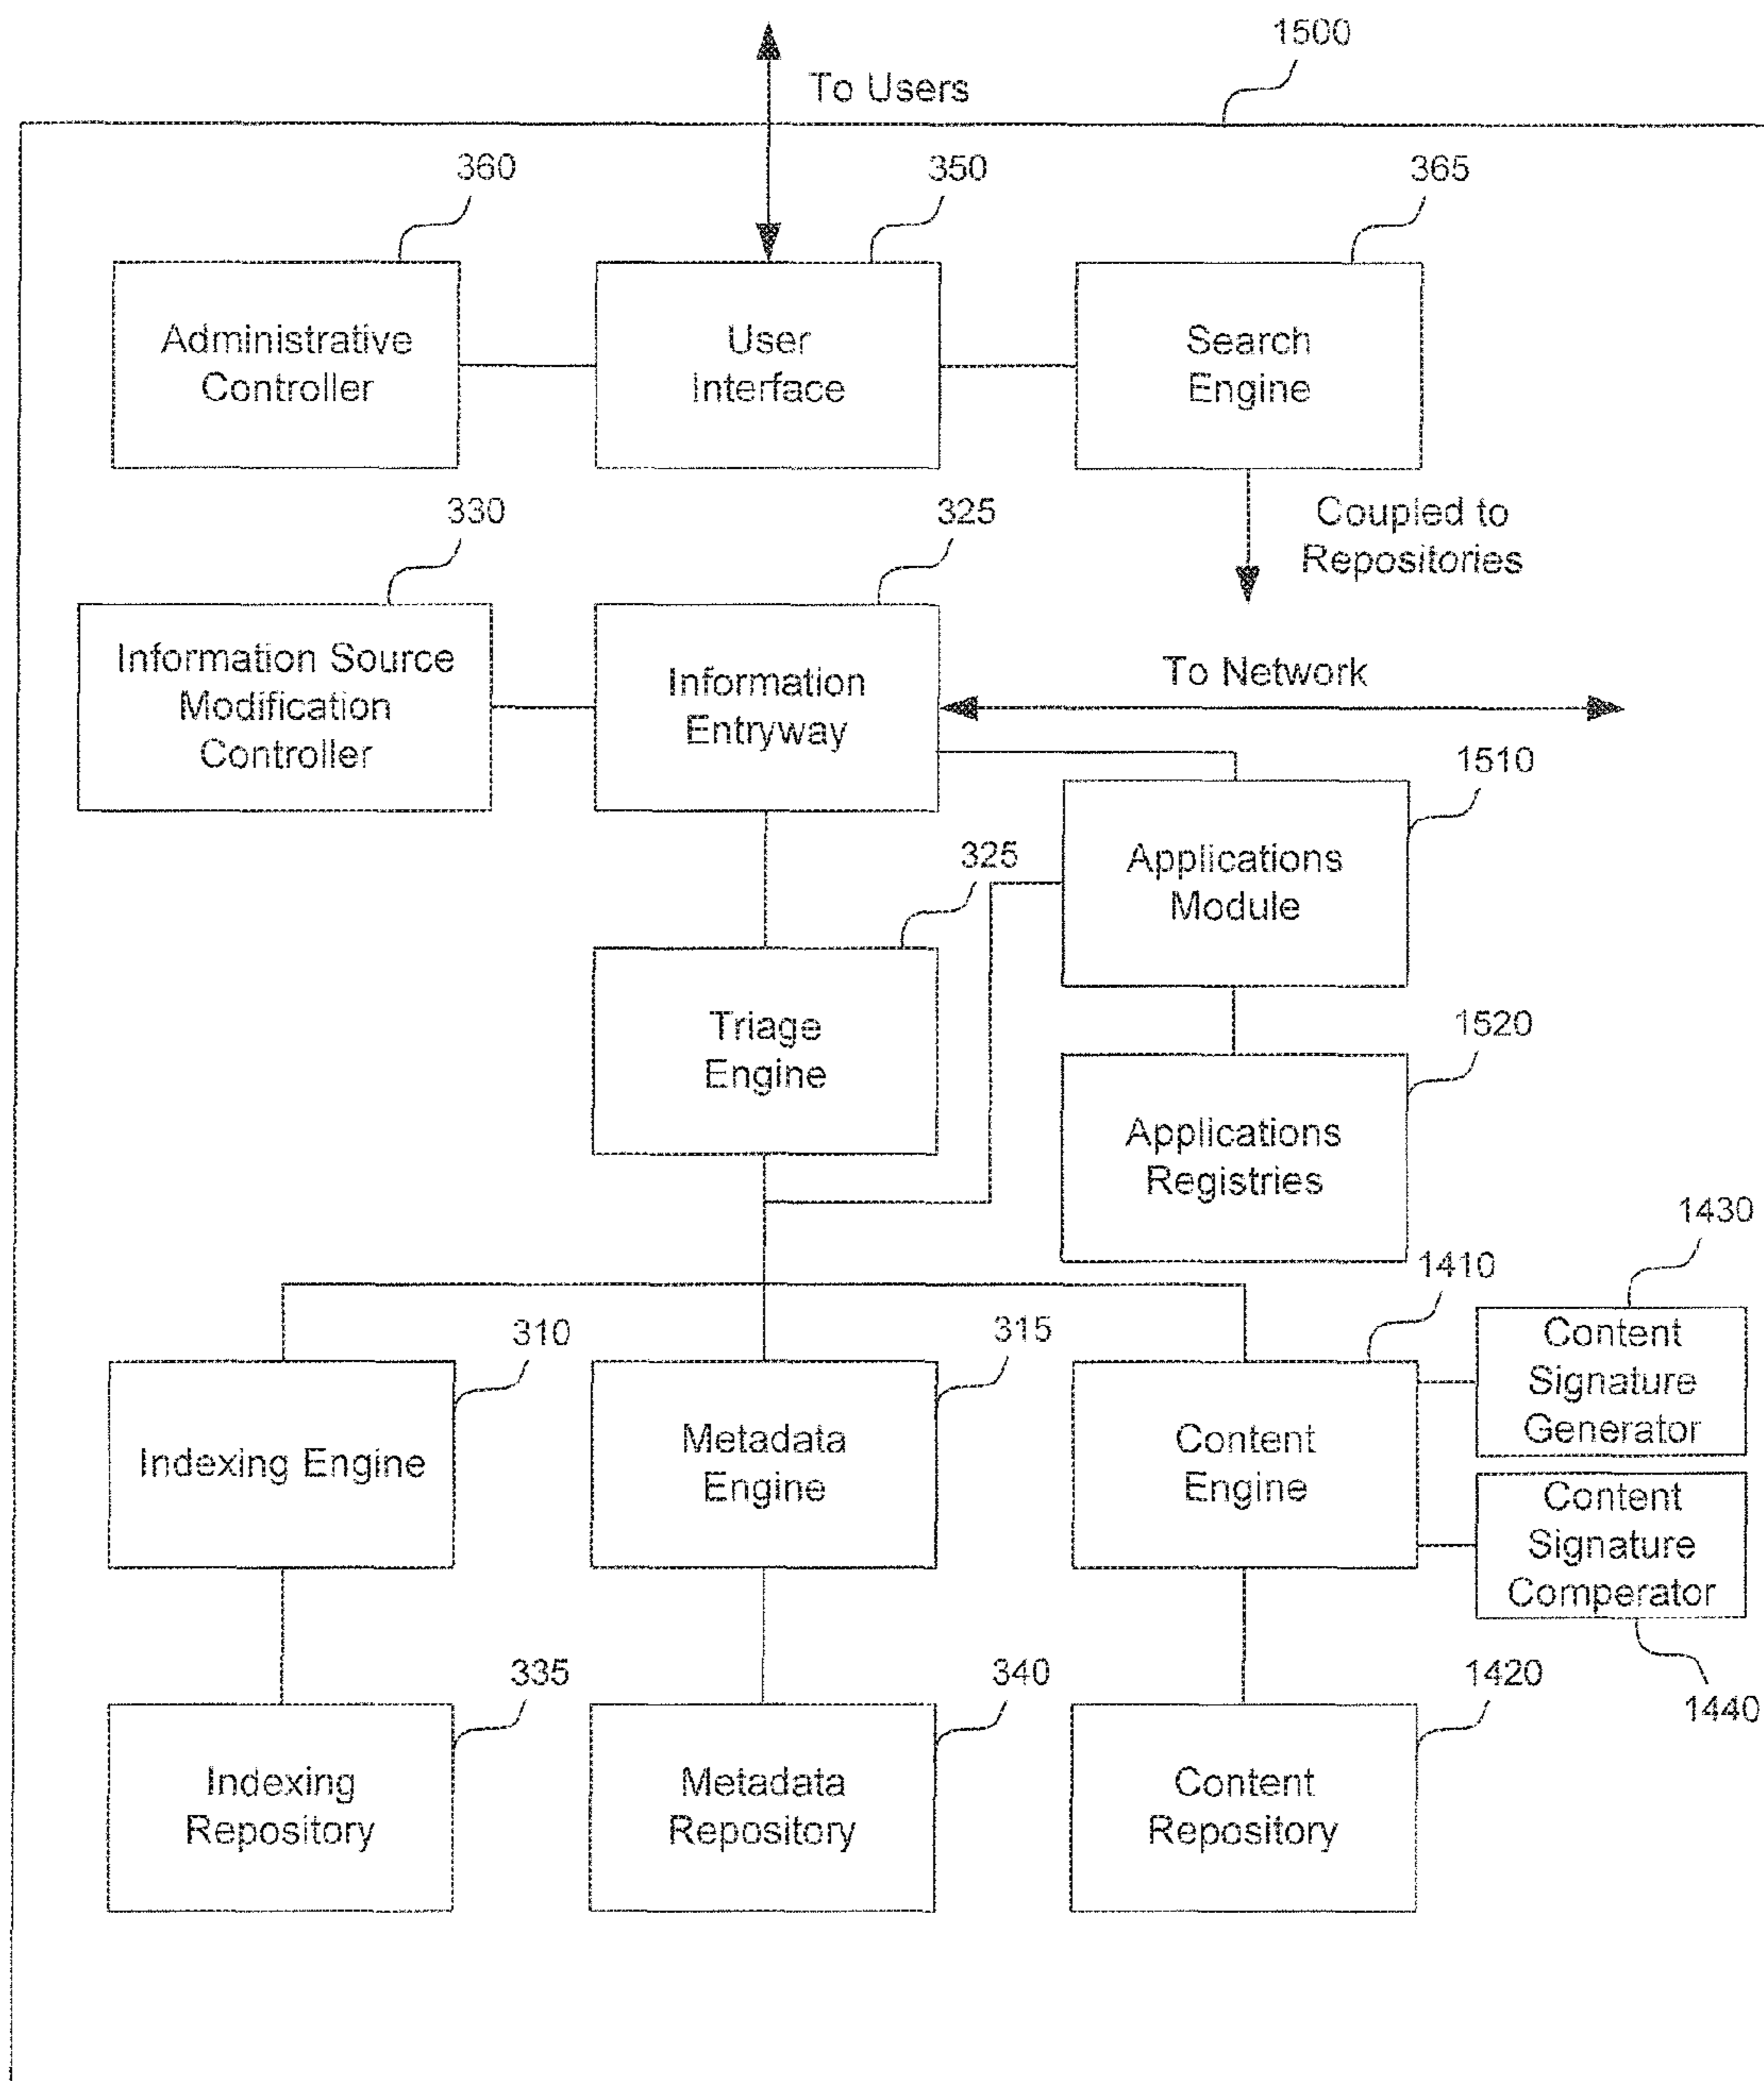 1500
To Users
360
350
365
Administrative
Controller
User
Interface
Search
Engine
330
325
Coupled to
Repositories
Information Source
Modification
Controller
Information
Entryway
To Network
1510
325
Applications
Module
Triage
Engine
1520
Applications
Registries
1430
1410
310
315
Content
Signature
Generator
Indexing Engine
Metadata
Engine
Content
Engine
Content
Signature
Comperator
335
340
1420
1440
Indexing
Repository
Metadata
Repository
Content
Repository